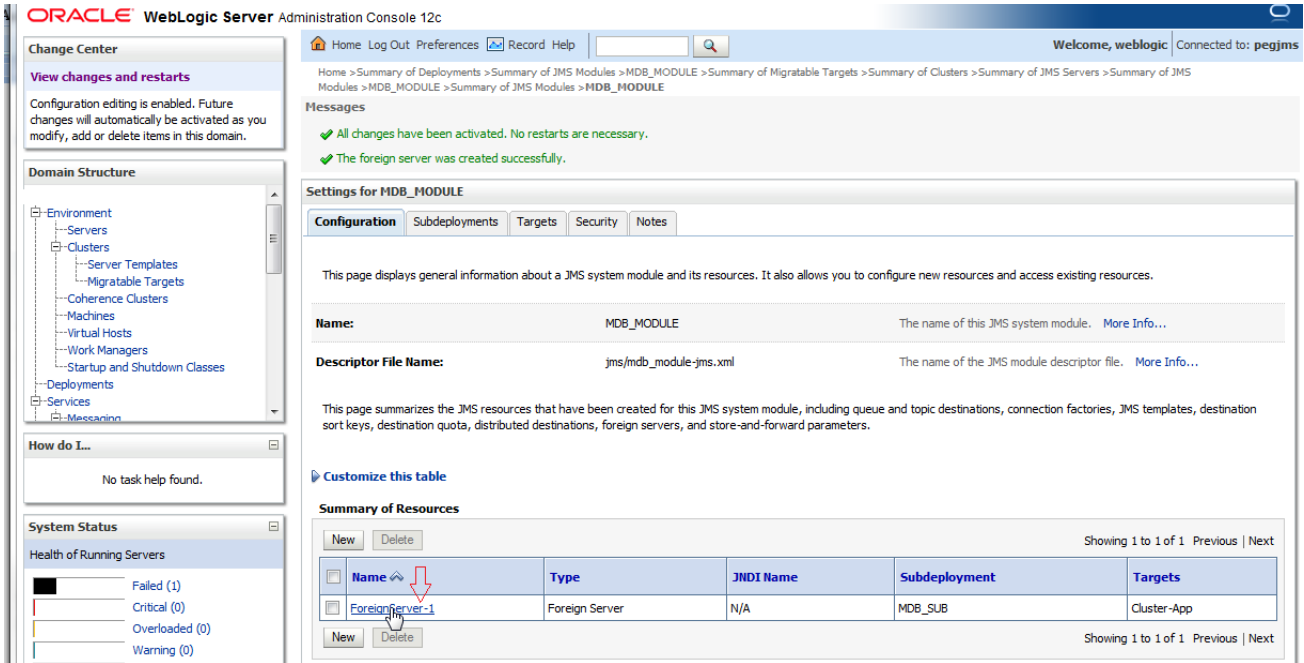 ORACLE WebLogic Server Administration Console 12c
Change Center
View changes and restarts
Configuration editing is enabled. Future
changes will automatically be activated as you
modify, add or delete items in this domain.
Domain Structure
Environment
Servers
Clusters
Server Templates
Migratable Targets
Coherence Clusters
Machines
Virtual Hosts
Work Managers
Startup and Shutdown Classes
Deployments
Services
Messaging
How do I...
No task help found.
System Status
Health of Running Servers
Failed (1)
Critical (0)
Overloaded (0)
Warning (0)
Home Log Out Preferences Record Help
Welcome, weblogic Connected to: pegjms
Home >Summary of Deployments >Summary of JMS Modules >MDB_MODULE >Summary of Migratable Targets >Summary of Clusters >Summary of JMS Servers >Summary of JMS
Modules >MDB_MODULE >Summary of JMS Modules >MDB_MODULE
Messages
All changes have been activated. No restarts are necessary.
The foreign server was created successfully.
Settings for MDB_MODULE
Configuration Subdeployments Targets Security Notes
This page displays general information about a JMS system module and its resources. It also allows you to configure new resources and access existing resources.
Name: MDB_MODULE The name of this JMS system module. More Info...
Descriptor File Name: jms/mdb_module-jms.xml The name of the JMS module descriptor file. More Info...
This page summarizes the JMS resources that have been created for this JMS system module, including queue and topic destinations, connection factories, JMS templates, destination
sort keys, destination quota, distributed destinations, foreign servers, and store-and-forward parameters.
Customize this table
Summary of Resources
New Delete Showing 1 to 1 of 1 Previous | Next
Name Type JNDI Name Subdeployment Targets
ForeignServer-1 Foreign Server N/A MDB_SUB Cluster-App
New Delete Showing 1 to 1 of 1 Previous | Next